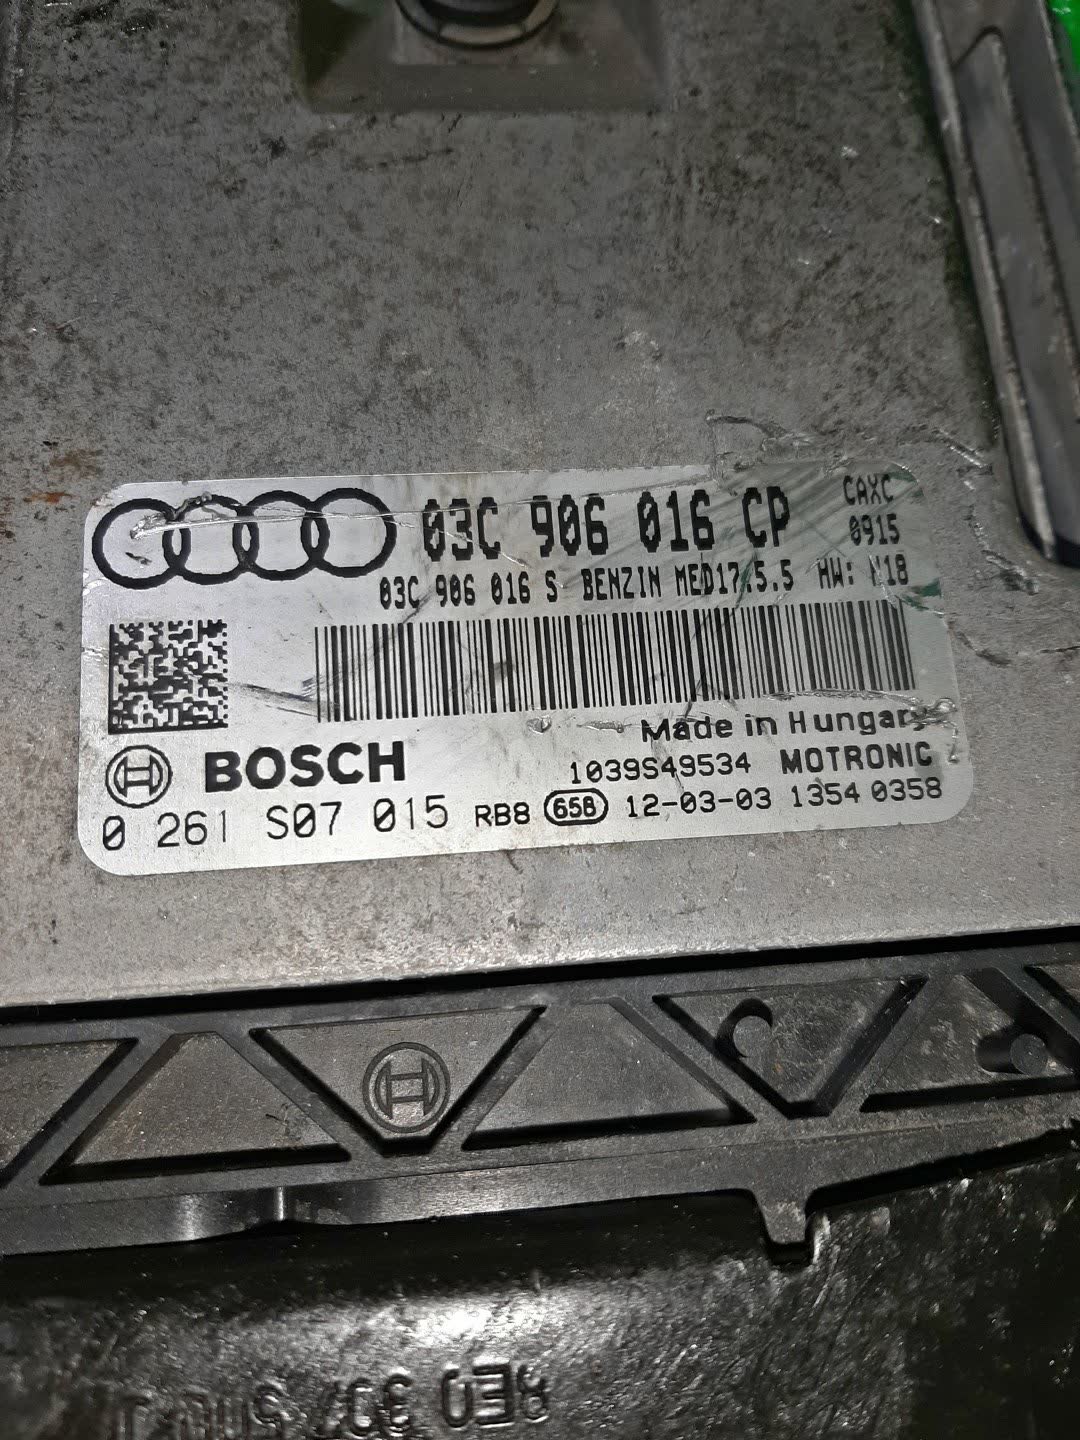 03C 906 016 CP
CAXC
0915
03C 906 016 S BENZIN MED17.5.5 HW: H18
Made in Hungary
BOSCH
1039S49534 MOTRONIC
0 261 S07 015 RB8 658 12-03-03 1354 0358
8E0